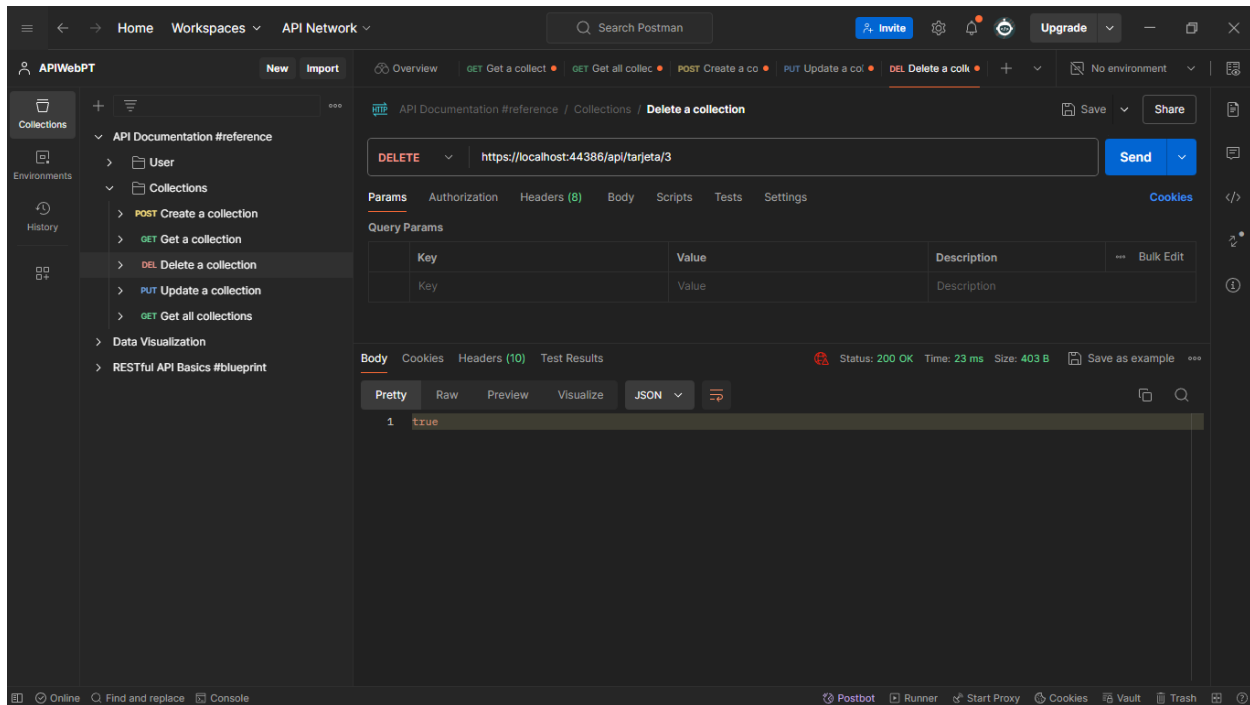 Home Workspaces API Network Search Postman Invite Upgrade
APIWebPT New Import
Overview GET Get a collect GET Get all collec POST Create a co PUT Update a col DEL Delete a coll No environment
Collections
Environments
History
API Documentation #reference
User
Collections
POST Create a collection
GET Get a collection
DEL Delete a collection
PUT Update a collection
GET Get all collections
Data Visualization
RESTful API Basics #blueprint
HTTP API Documentation #reference / Collections / Delete a collection Save Share
DELETE https://localhost:44386/api/tarjeta/3 Send
Params Authorization Headers (8) Body Scripts Tests Settings Cookies
Query Params
Key Value Description Bulk Edit
Key Value Description
Body Cookies Headers (10) Test Results Status: 200 OK Time: 23 ms Size: 403 B Save as example
Pretty Raw Preview Visualize JSON
1 true
Online Find and replace Console Postbot Runner Start Proxy Cookies Vault Trash